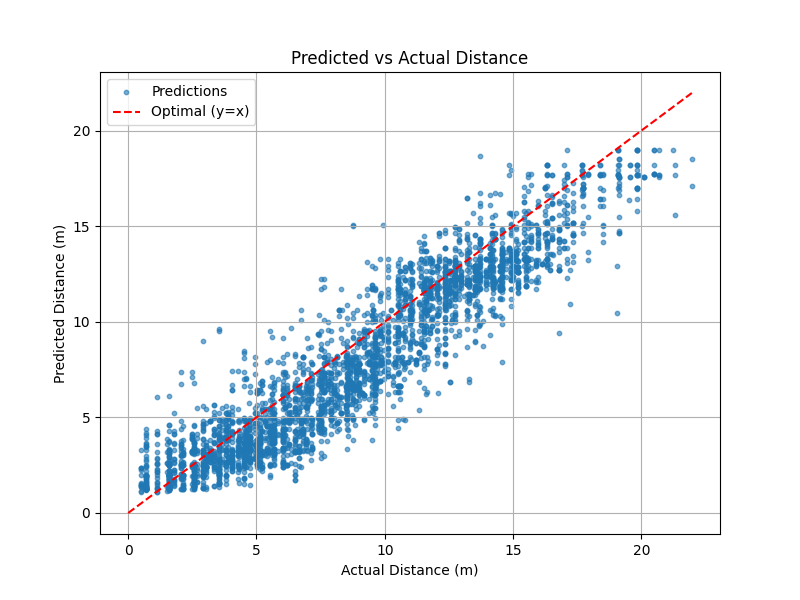 Predicted vs Actual Distance
Predictions
Optimal (y=x)
20
15
10
5
0
Predicted Distance (m)
0 5 10 15 20
Actual Distance (m)